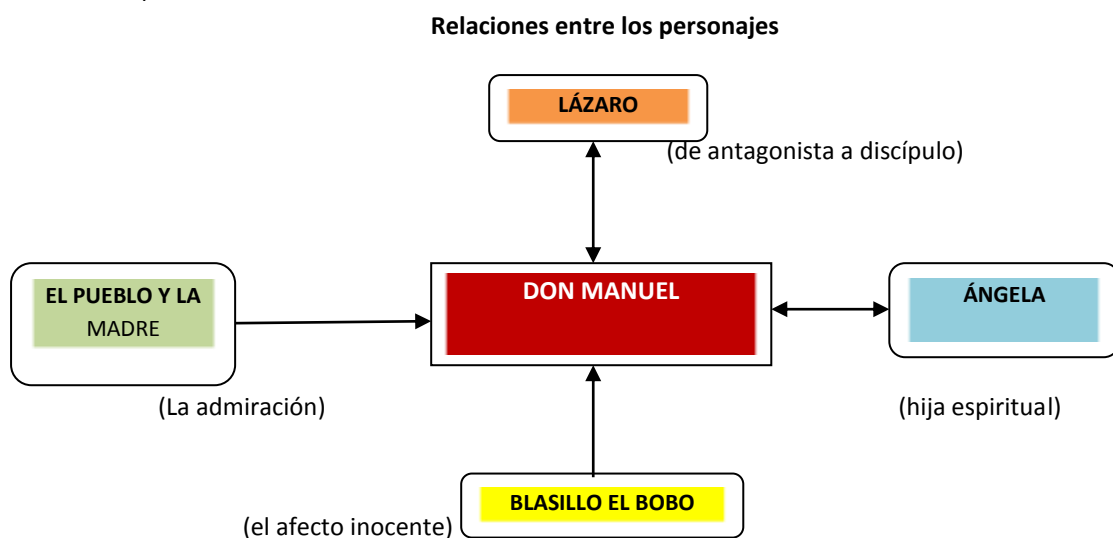 Relaciones entre los personajes
LÁZARO
(de antagonista a discípulo)
EL PUEBLO Y LA
MADRE
DON MANUEL
ÁNGELA
(La admiración)
(hija espiritual)
BLASILLO EL BOBO
(el afecto inocente)